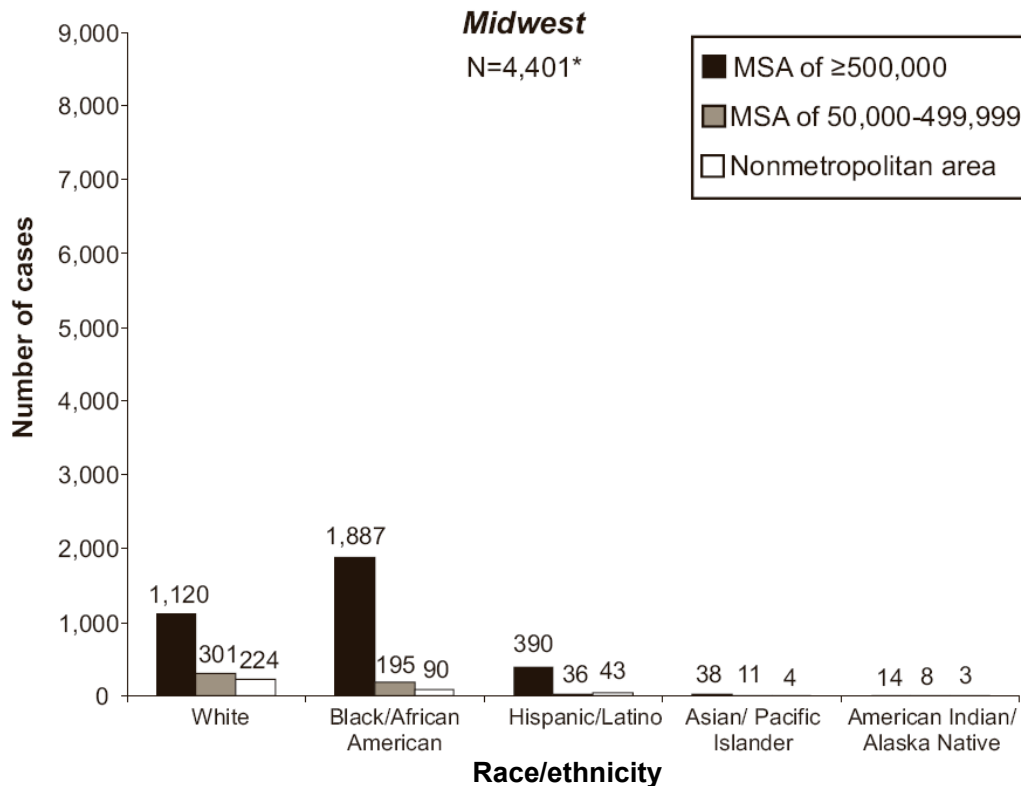 Midwest
N=4,401*
MSA of ≥500,000
MSA of 50,000-499,999
Nonmetropolitan area
Number of cases
9,000
8,000
7,000
6,000
5,000
4,000
3,000
2,000
1,000
0
1,120
301
224
1,887
195
90
390
36
43
38
11
4
14
8
3
White
Black/African
American
Hispanic/Latino
Asian/ Pacific
Islander
American Indian/
Alaska Native
Race/ethnicity